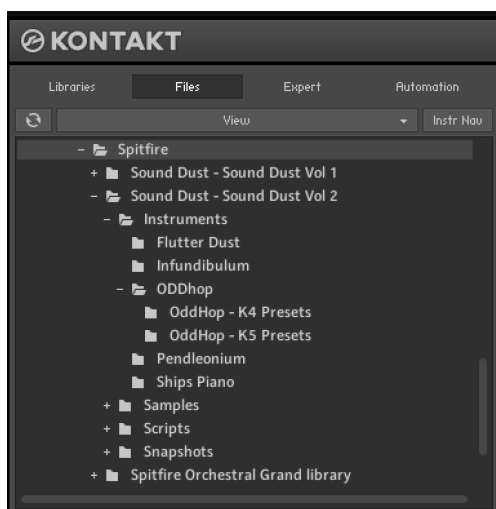 KONTAKT
Libraries Files Expert Automation
View Instr Nav
Spitfire
Sound Dust - Sound Dust Vol 1
Sound Dust - Sound Dust Vol 2
Instruments
Flutter Dust
Infundibulum
ODDhop
OddHop - K4 Presets
OddHop - K5 Presets
Pendleonium
Ships Piano
Samples
Scripts
Snapshots
Spitfire Orchestral Grand library